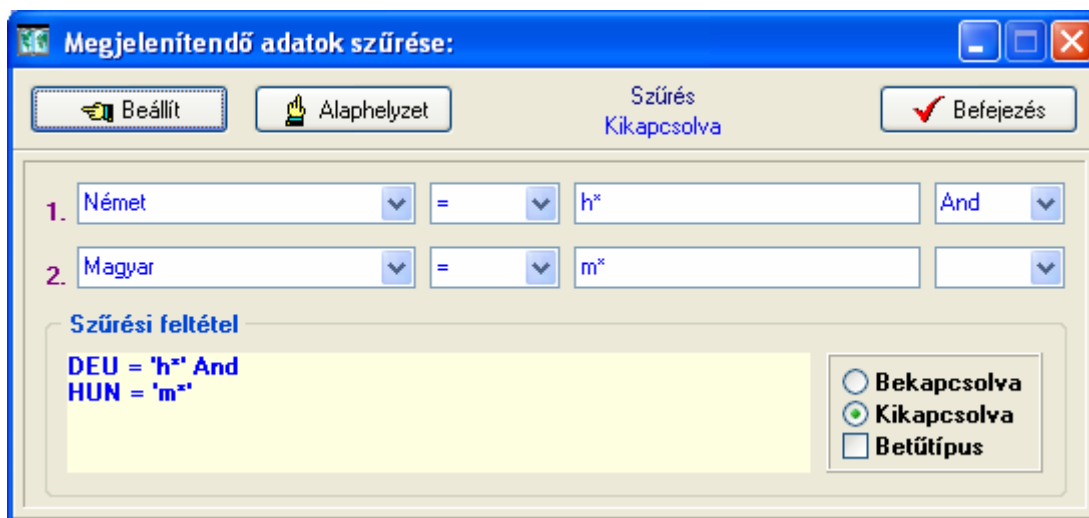 Megjelenítendő adatok szűrése:
Beállít Alaphelyzet Szűrés Befejezés
Kikapcsolva
1. Német = h* And
2. Magyar = m*
Szűrési feltétel
DEU = 'h*' And
HUN = 'm*'
Bekapcsolva
Kikapcsolva
Betűtípus